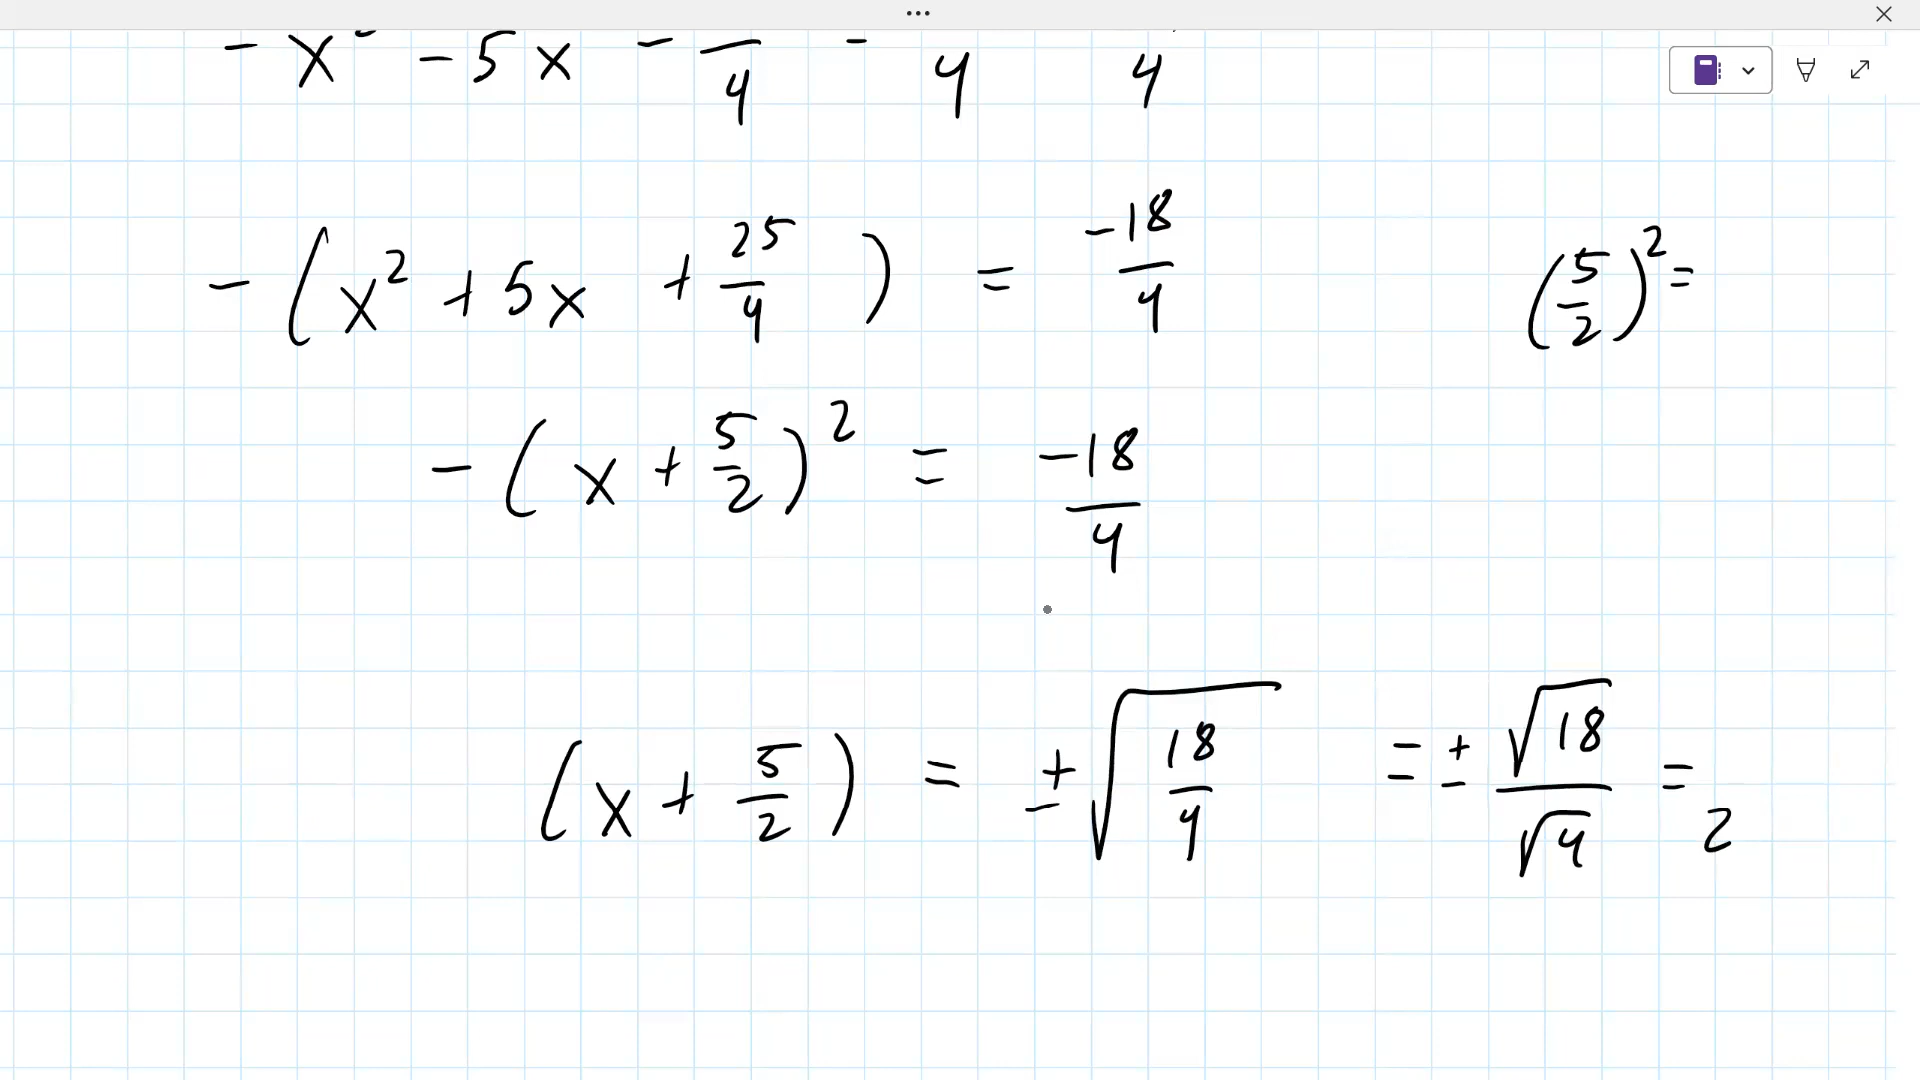 - x² - 5x - /4 - 4 4
- (x² + 5x + 25/4) = -18/4
(5/2)² =
- (x + 5/2)² = -18/4
(x + 5/2) = ± √(18/4) = ± √18/√4 = 2